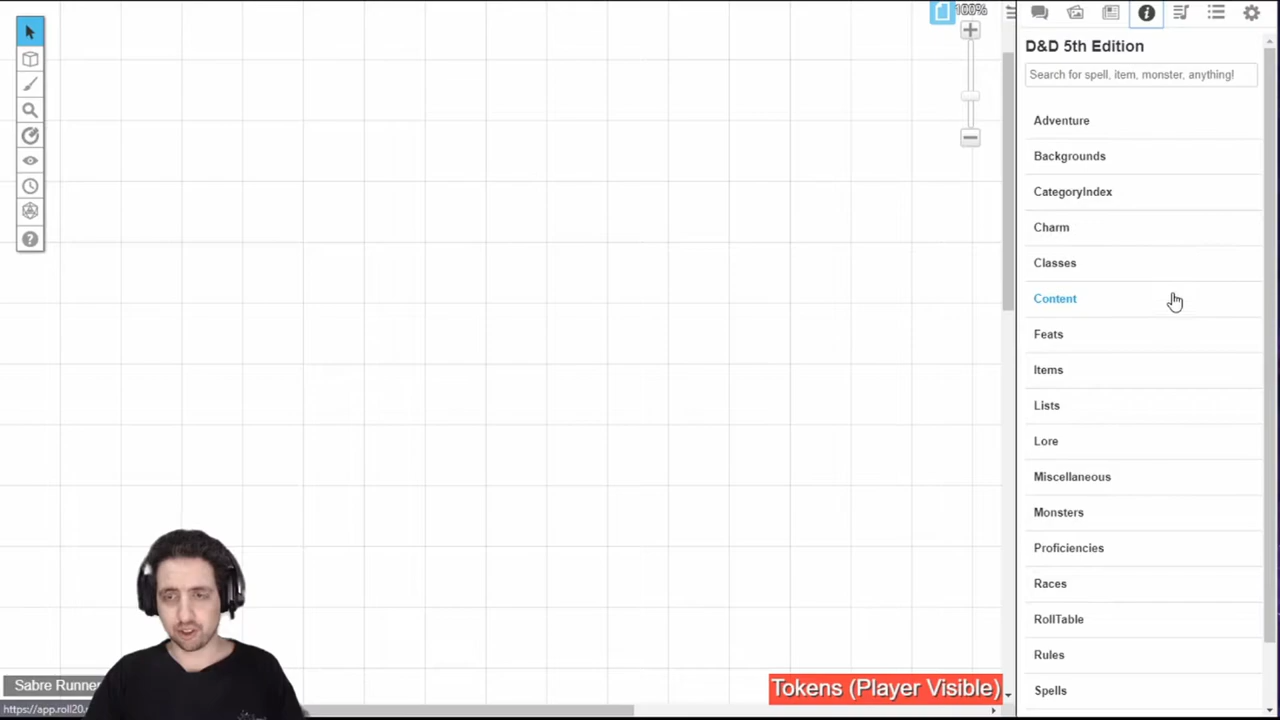 100%
D&D 5th Edition
Search for spell, item, monster, anything!
Adventure
Backgrounds
CategoryIndex
Charm
Classes
Content
Feats
Items
Lists
Lore
Miscellaneous
Monsters
Proficiencies
Races
RollTable
Rules
Spells
Sabre Runner
Tokens (Player Visible)
https://app.roll20.